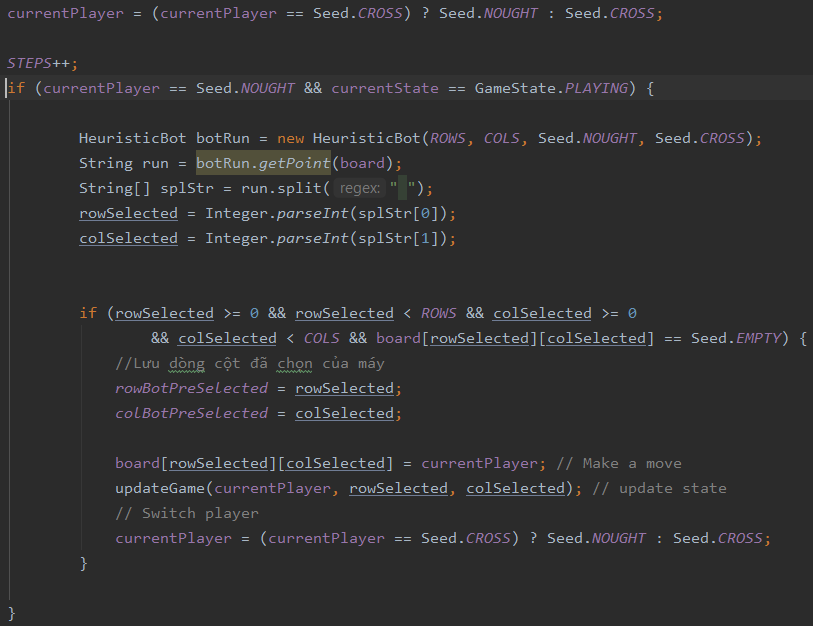 currentPlayer = (currentPlayer == Seed.CROSS) ? Seed.NOUGHT : Seed.CROSS;
STEPS++;
if (currentPlayer == Seed.NOUGHT && currentState == GameState.PLAYING) {
HeuristicBot botRun = new HeuristicBot(ROWS, COLS, Seed.NOUGHT, Seed.CROSS);
String run = botRun.getPoint(board);
String[] splStr = run.split( regex: " ");
rowSelected = Integer.parseInt(splStr[0]);
colSelected = Integer.parseInt(splStr[1]);
if (rowSelected >= 0 && rowSelected < ROWS && colSelected >= 0
&& colSelected < COLS && board[rowSelected][colSelected] == Seed.EMPTY) {
//Lưu dòng cột đã chọn của máy
rowBotPreSelected = rowSelected;
colBotPreSelected = colSelected;
board[rowSelected][colSelected] = currentPlayer; // Make a move
updateGame(currentPlayer, rowSelected, colSelected); // update state
// Switch player
currentPlayer = (currentPlayer == Seed.CROSS) ? Seed.NOUGHT : Seed.CROSS;
}
}